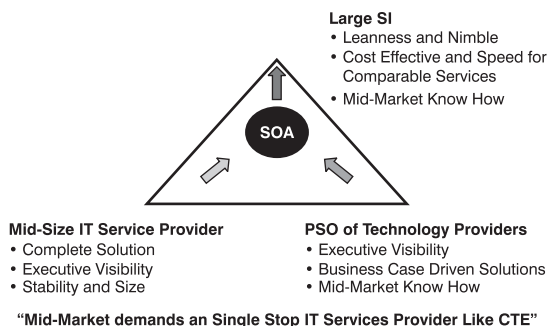 Large SI
• Leanness and Nimble
• Cost Effective and Speed for
Comparable Services
• Mid-Market Know How
SOA
Mid-Size IT Service Provider
• Complete Solution
• Executive Visibility
• Stability and Size
PSO of Technology Providers
• Executive Visibility
• Business Case Driven Solutions
• Mid-Market Know How
“Mid-Market demands an Single Stop IT Services Provider Like CTE”